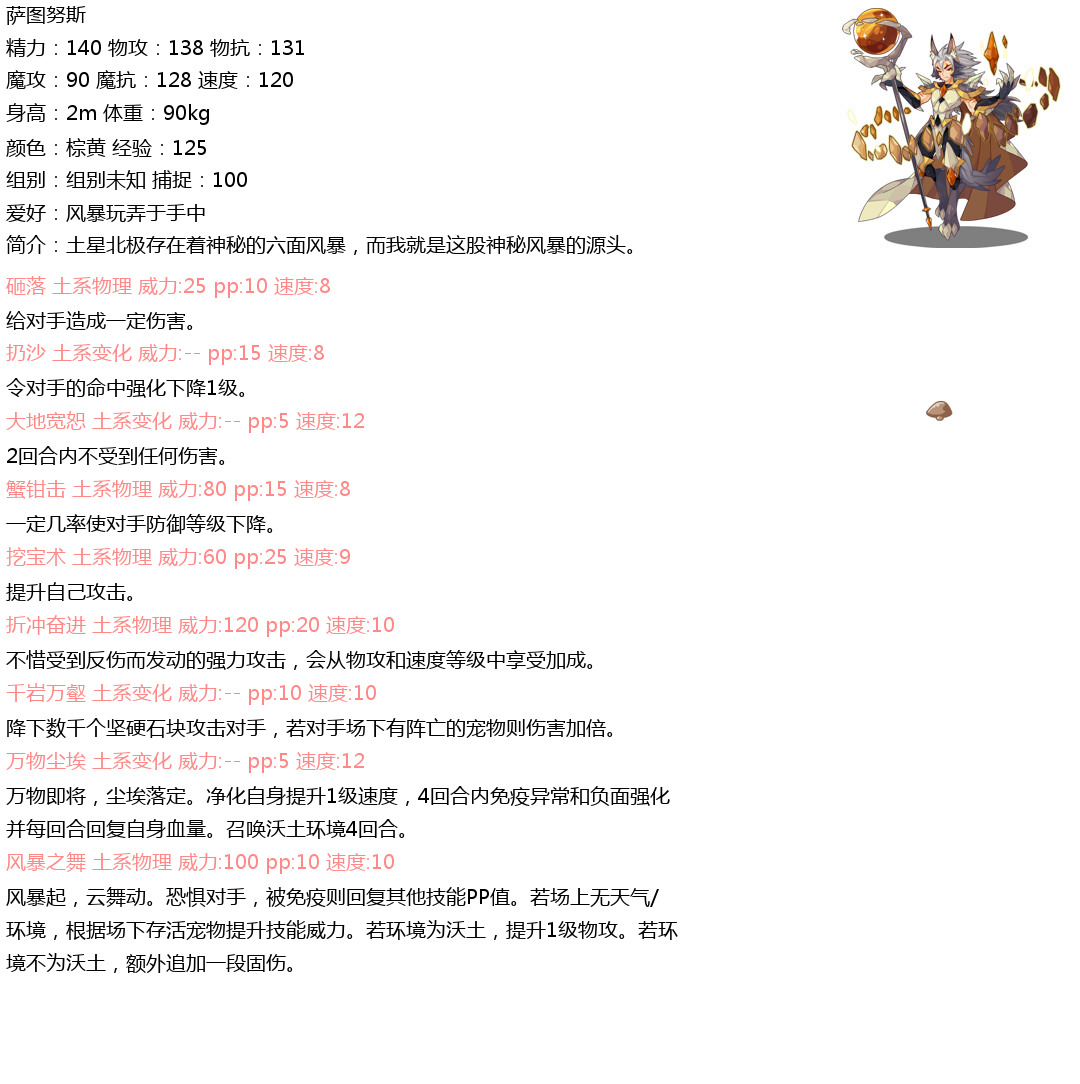 萨图努斯
精力：140 物攻：138 物抗：131
魔攻：90 魔抗：128 速度：120
身高：2m 体重：90kg
颜色：棕黄 经验：125
组别：组别未知 捕捉：100
爱好：风暴玩弄于手中
简介：土星北极存在着神秘的六面风暴，而我就是这股神秘风暴的源头。
砸落 土系物理 威力:25 pp:10 速度:8
给对手造成一定伤害。
扔沙 土系变化 威力:-- pp:15 速度:8
令对手的命中强化下降1级。
大地宽恕 土系变化 威力:-- pp:5 速度:12
2回合内不受到任何伤害。
蟹钳击 土系物理 威力:80 pp:15 速度:8
一定几率使对手防御等级下降。
挖宝术 土系物理 威力:60 pp:25 速度:9
提升自己攻击。
折冲奋进 土系物理 威力:120 pp:20 速度:10
不惜受到反伤而发动的强力攻击，会从物攻和速度等级中享受加成。
千岩万壑 土系变化 威力:-- pp:10 速度:10
降下数千个坚硬石块攻击对手，若对手场下有阵亡的宠物则伤害加倍。
万物尘埃 土系变化 威力:-- pp:5 速度:12
万物即将，尘埃落定。净化自身提升1级速度，4回合内免疫异常和负面强化
并每回合回复自身血量。召唤沃土环境4回合。
风暴之舞 土系物理 威力:100 pp:10 速度:10
风暴起，云舞动。恐惧对手，被免疫则回复其他技能PP值。若场上无天气/
环境，根据场下存活宠物提升技能威力。若环境为沃土，提升1级物攻。若环
境不为沃土，额外追加一段固伤。